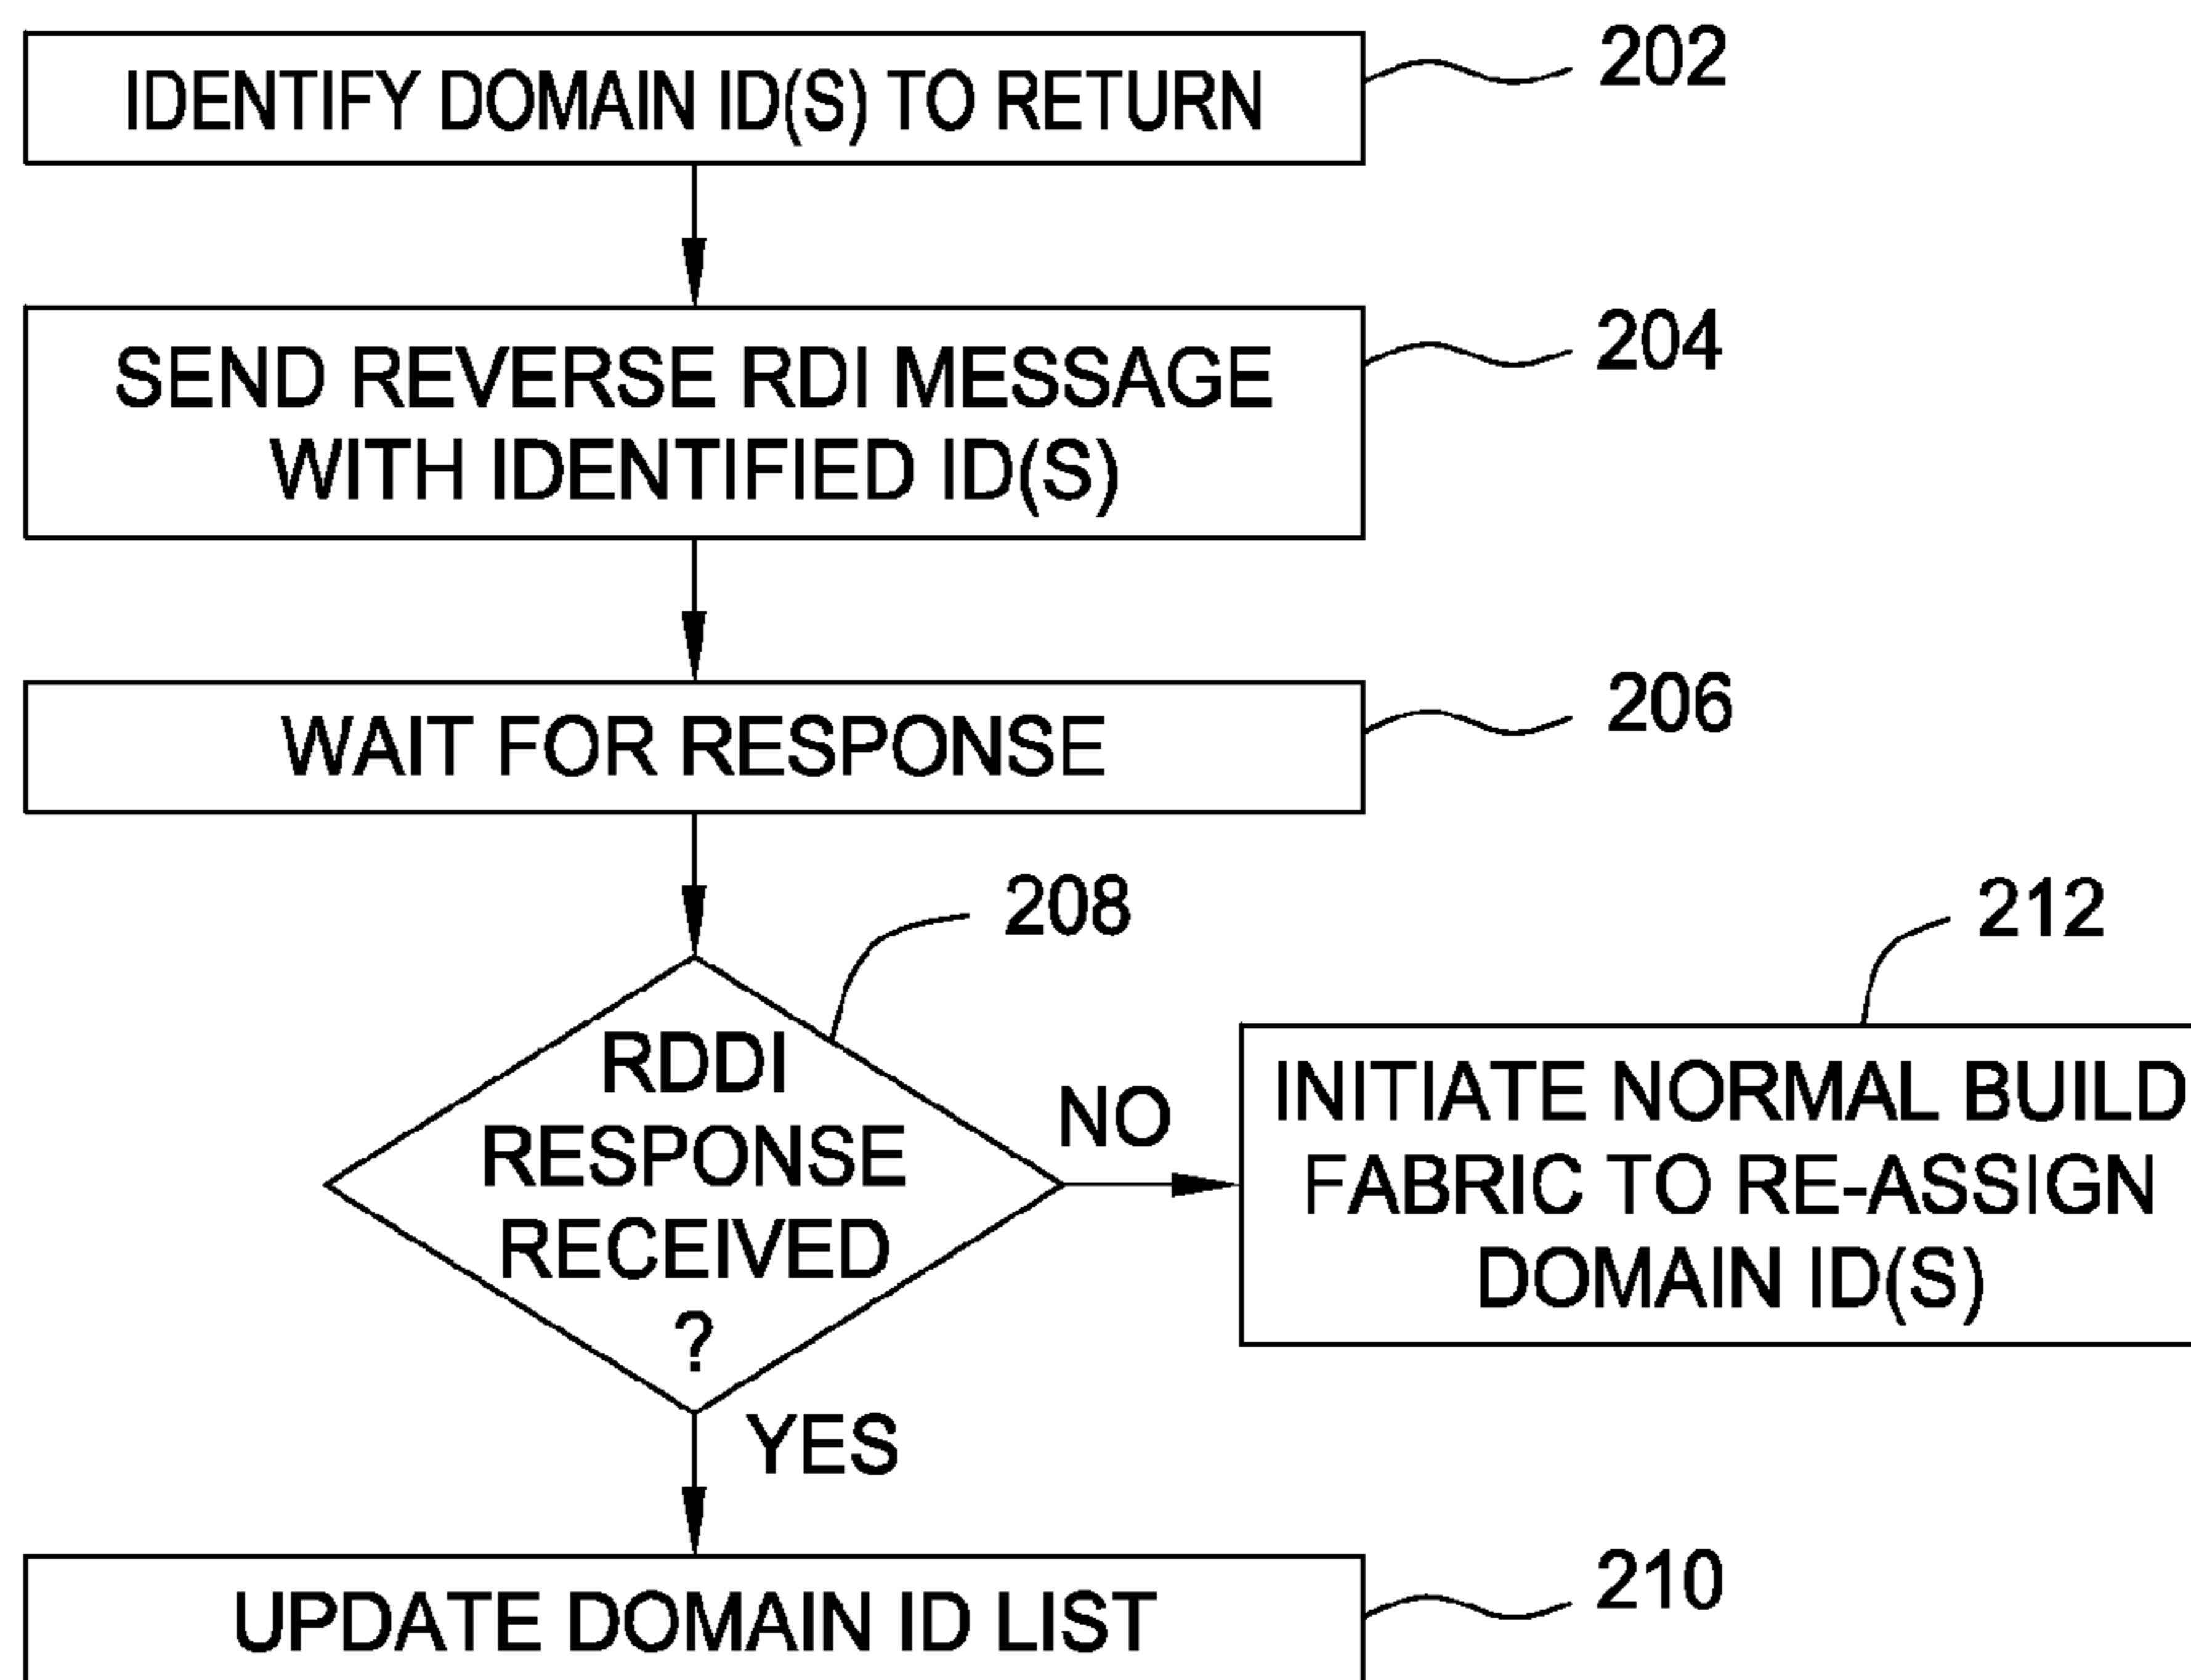 IDENTIFY DOMAIN ID(S) TO RETURN
202
SEND REVERSE RDI MESSAGE
WITH IDENTIFIED ID(S)
204
WAIT FOR RESPONSE
206
208
RDDI
RESPONSE
RECEIVED
?
NO
212
INITIATE NORMAL BUILD
FABRIC TO RE-ASSIGN
DOMAIN ID(S)
YES
UPDATE DOMAIN ID LIST
210